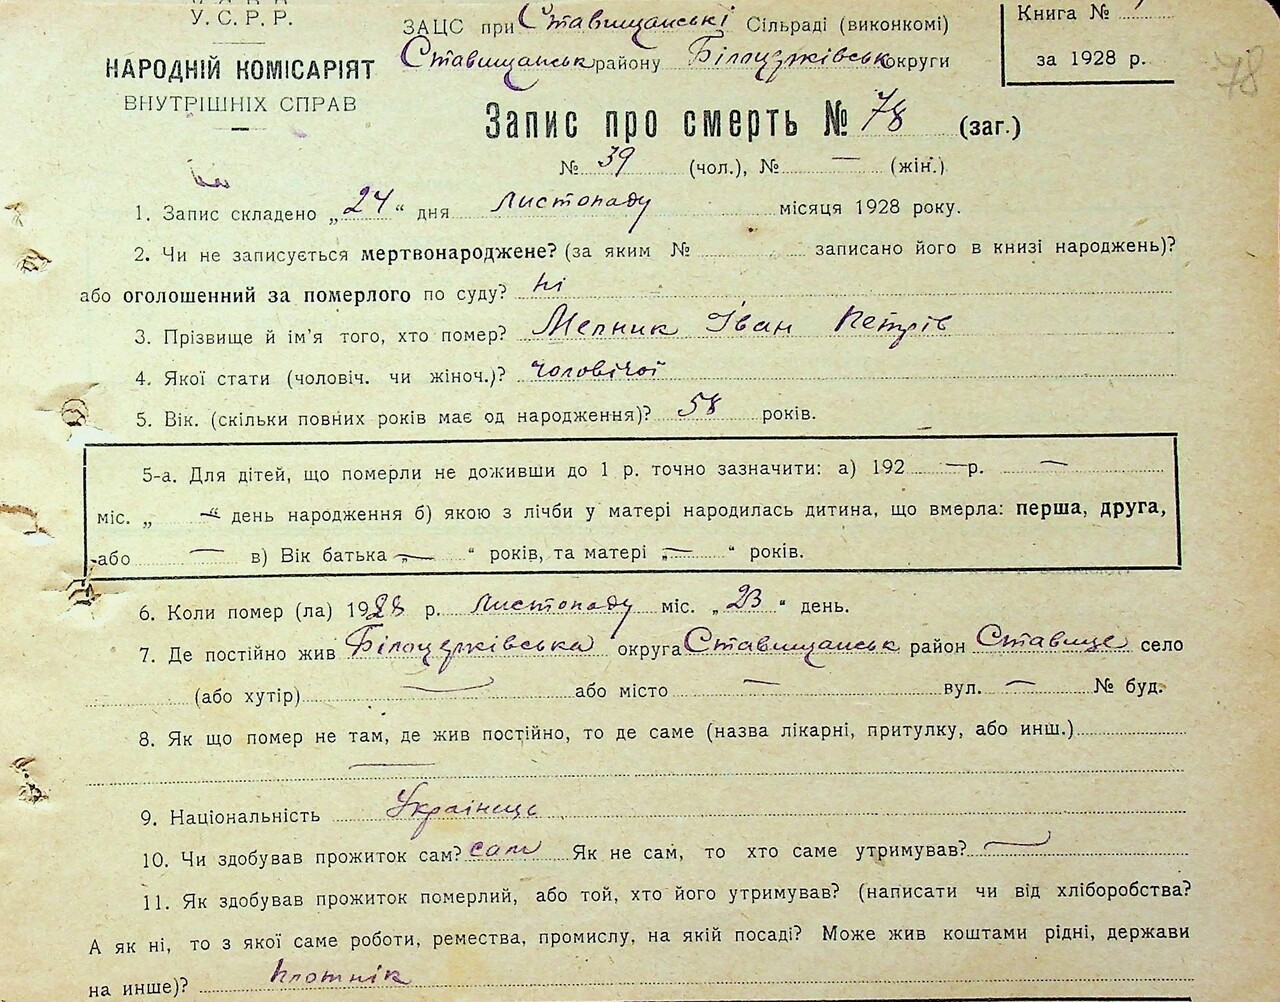 У.С.Р.Р.
НАРОДНІЙ КОМІСАРІЯТ
ВНУТРІШНІХ СПРАВ
ЗАЦС при Ставищанські Сільраді (виконкомі)
Ставищанськ району Білоцерківськ округи
Книга №
за 1928 р.
78
Запис про смерть № 78 (заг.)
№ 39 (чол.), № — (жін.)
1. Запис складено „24“ дня листопаду місяця 1928 року.
2. Чи не записується мертвонароджене? (за яким № записано його в книзі народжень)?
або оголошенний за померлого по суду? ні
3. Прізвище й ім'я того, хто помер? Мельник Іван Петрів
4. Якої стати (чоловіч. чи жіноч.)? чоловічої
5. Вік. (скільки повних років має од народження)? 58 років.
5-а. Для дітей, що померли не доживши до 1 р. точно зазначити: а) 192 — р. —
міс. „ — “ день народження б) якою з лічби у матері народилась дитина, що вмерла: перша, друга,
або — в) Вік батька „ — “ років, та матері „ — “ років.
6. Коли помер (ла) 1928 р. листопаду міс. „23“ день.
7. Де постійно жив Білоцерківська округа Ставищанськ район Ставище село
(або хутір) — або місто — вул. — № буд.
8. Як що помер не там, де жив постійно, то де саме (назва лікарні, притулку, або инш.)
—
9. Національність Українець
10. Чи здобував прожиток сам? сам Як не сам, то хто саме утримував? —
11. Як здобував прожиток померлий, або той, хто його утримував? (написати чи від хліборобства?
А як ні, то з якої саме роботи, ремества, промислу, на якій посаді? Може жив коштами рідні, держави
на инше)? плотнік